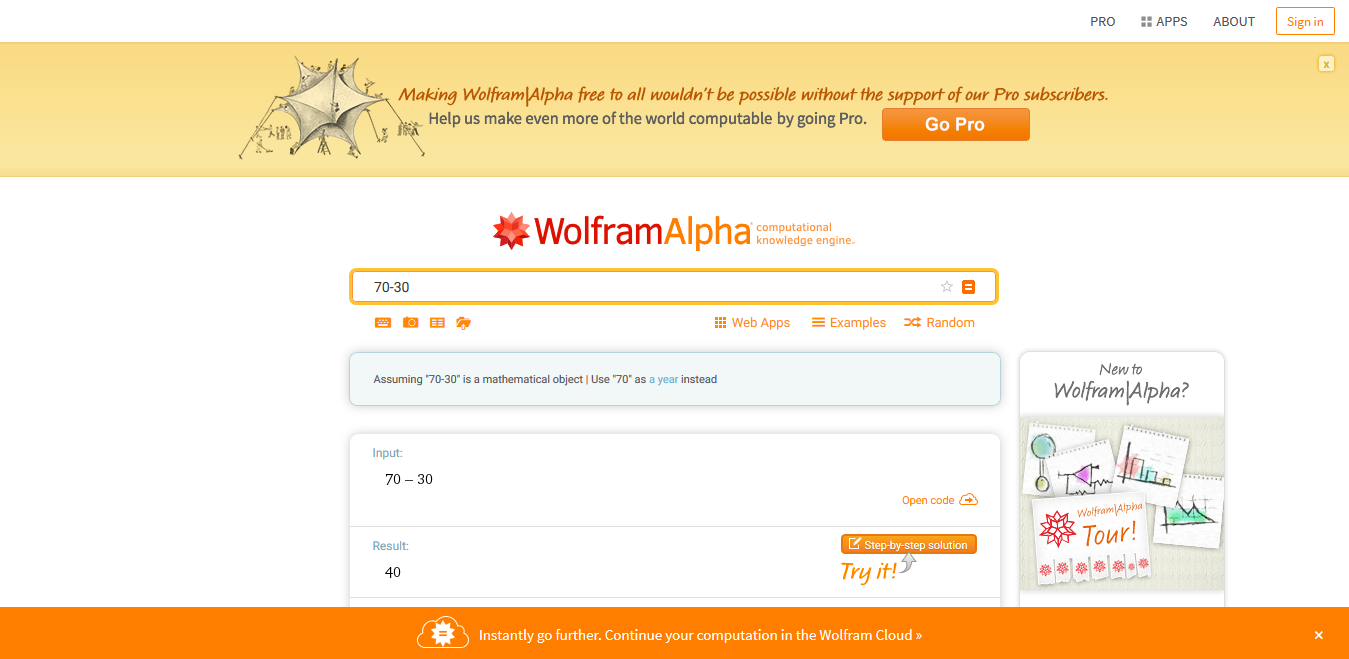 PRO APPS ABOUT Sign in
x
Making Wolfram|Alpha free to all wouldn't be possible without the support of our Pro subscribers.
Help us make even more of the world computable by going Pro. Go Pro
WolframAlpha computational
knowledge engine.
70-30
Web Apps Examples Random
Assuming "70-30" is a mathematical object | Use "70" as a year instead
Input:
70 – 30
Open code
Result:
Step-by-step solution
40
Try it!
New to
Wolfram|Alpha?
Wolfram|Alpha
Tour!
Instantly go further. Continue your computation in the Wolfram Cloud » ×